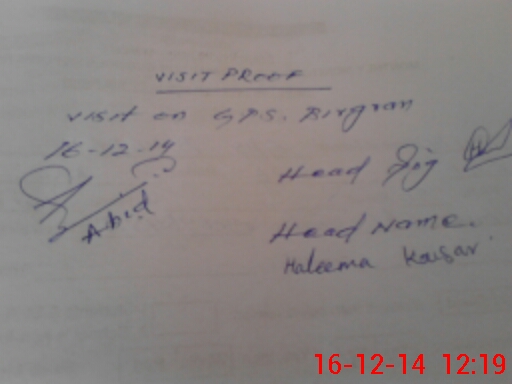 VISIT PROOF
visit on GPS. Birgran
16-12-14
Head Sig
Abid
Head Name.
Haleema Kausar.
16-12-14 12:19